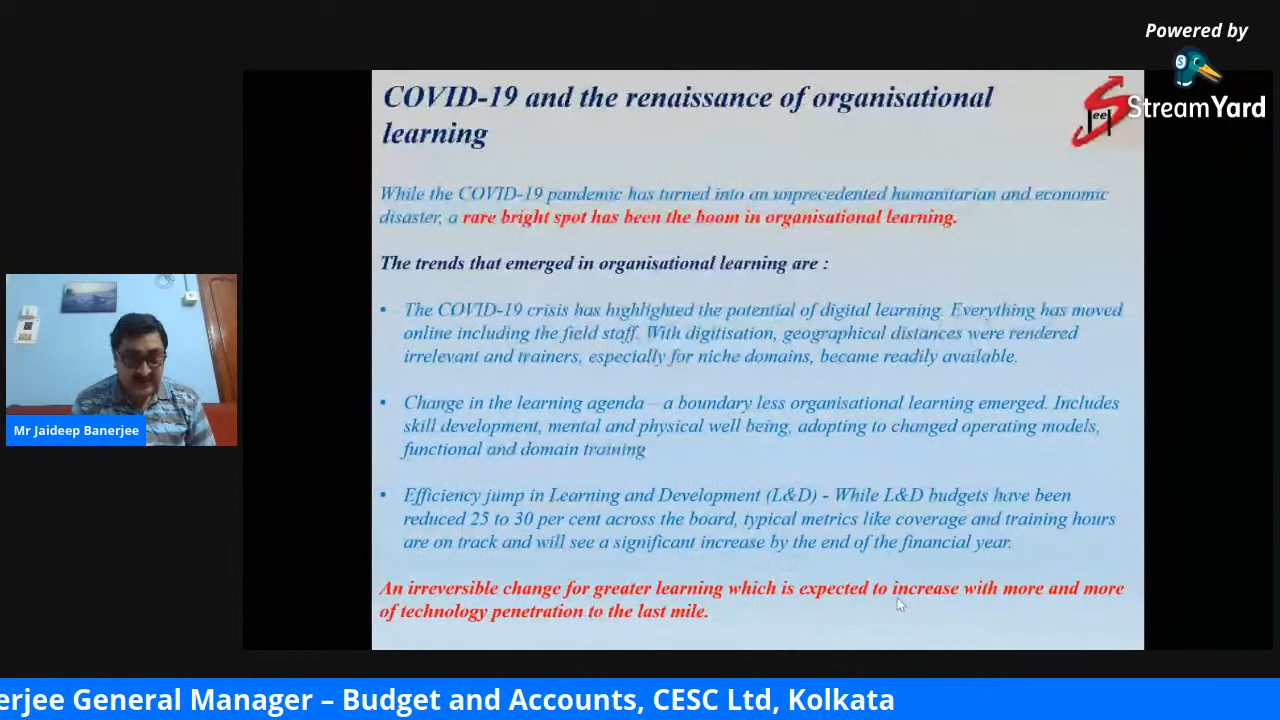 Powered by
StreamYard
COVID-19 and the renaissance of organisational
learning
While the COVID-19 pandemic has turned into an unprecedented humanitarian and economic
disaster, a rare bright spot has been the boom in organisational learning.
The trends that emerged in organisational learning are :
• The COVID-19 crisis has highlighted the potential of digital learning. Everything has moved
online including the field staff. With digitisation, geographical distances were rendered
irrelevant and trainers, especially for niche domains, became readily available.
• Change in the learning agenda – a boundary less organisational learning emerged. Includes
skill development, mental and physical well being, adopting to changed operating models,
functional and domain training
• Efficiency jump in Learning and Development (L&D) - While L&D budgets have been
reduced 25 to 30 per cent across the board, typical metrics like coverage and training hours
are on track and will see a significant increase by the end of the financial year.
An irreversible change for greater learning which is expected to increase with more and more
of technology penetration to the last mile.
Mr Jaideep Banerjee
erjee General Manager – Budget and Accounts, CESC Ltd, Kolkata